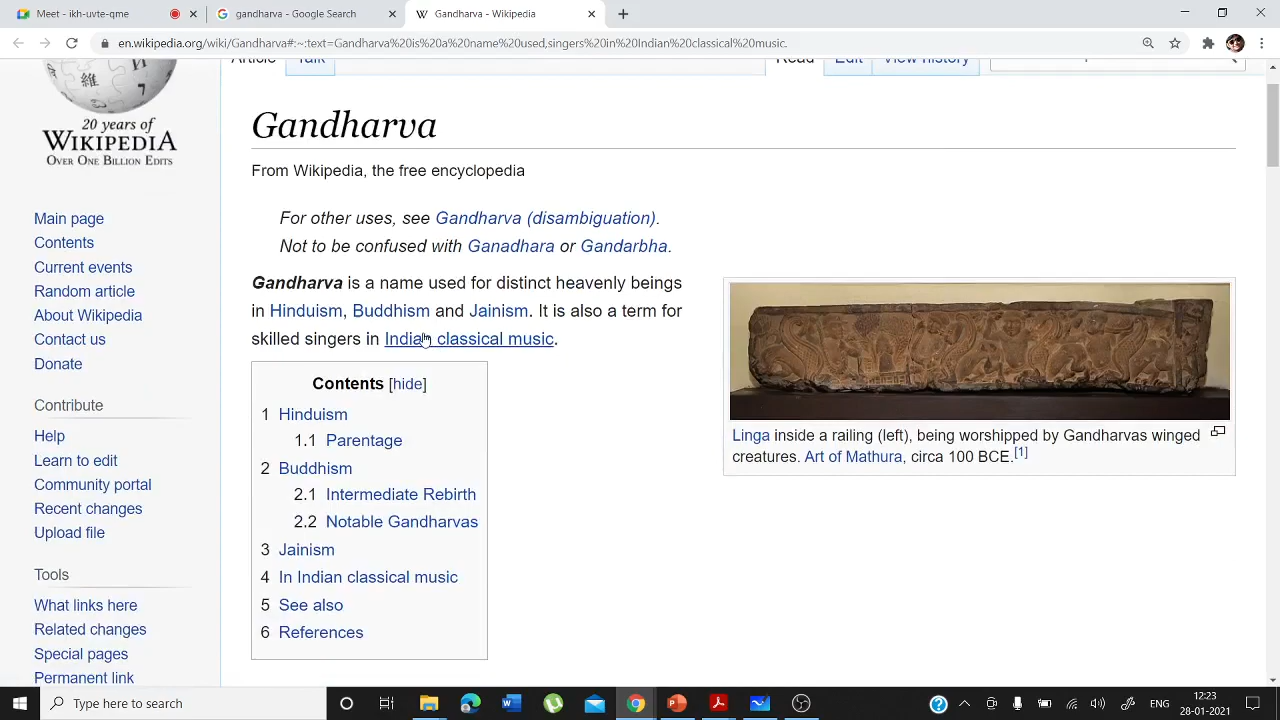 Meet - ikh-uvte-qme
gandharva - Google Search
Gandharva - Wikipedia
en.wikipedia.org/wiki/Gandharva#:~:text=Gandharva%20is%20a%20name%20used,singers%20in%20Indian%20classical%20music.
Article
Talk
Read
Edit
View history
20 years of
WIKIPEDIA
OVER ONE BILLION EDITS
Main page
Contents
Current events
Random article
About Wikipedia
Contact us
Donate
Contribute
Help
Learn to edit
Community portal
Recent changes
Upload file
Tools
What links here
Related changes
Special pages
Permanent link
Gandharva
From Wikipedia, the free encyclopedia
For other uses, see Gandharva (disambiguation).
Not to be confused with Ganadhara or Gandarbha.
Gandharva is a name used for distinct heavenly beings
in Hinduism, Buddhism and Jainism. It is also a term for
skilled singers in Indian classical music.
Contents [hide]
1 Hinduism
1.1 Parentage
2 Buddhism
2.1 Intermediate Rebirth
2.2 Notable Gandharvas
3 Jainism
4 In Indian classical music
5 See also
6 References
Linga inside a railing (left), being worshipped by Gandharvas winged
creatures. Art of Mathura, circa 100 BCE.[1]
Type here to search
ENG
12:23
28-01-2021